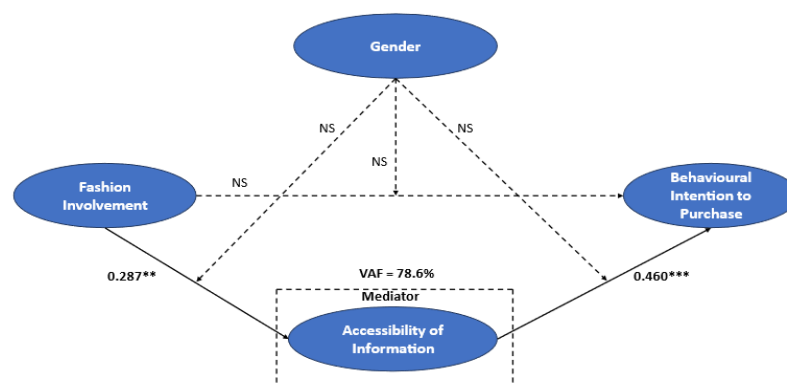 Gender
NS
NS
NS
Fashion
Involvement
NS
Behavioural
Intention to
Purchase
0.287**
VAF = 78.6%
0.460***
Mediator
Accessibility of
Information